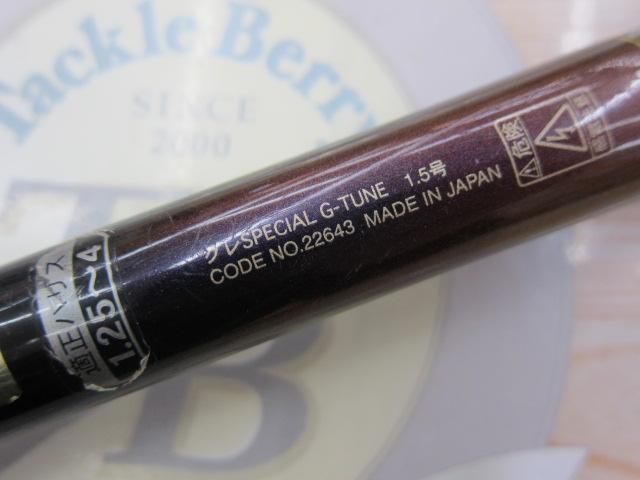 Tackle Berry
SINCE
2000
B
⚠危険
グレSPECIAL G-TUNE 1.5号
CODE NO.22643 MADE IN JAPAN
適正ハリス
1.25〜4